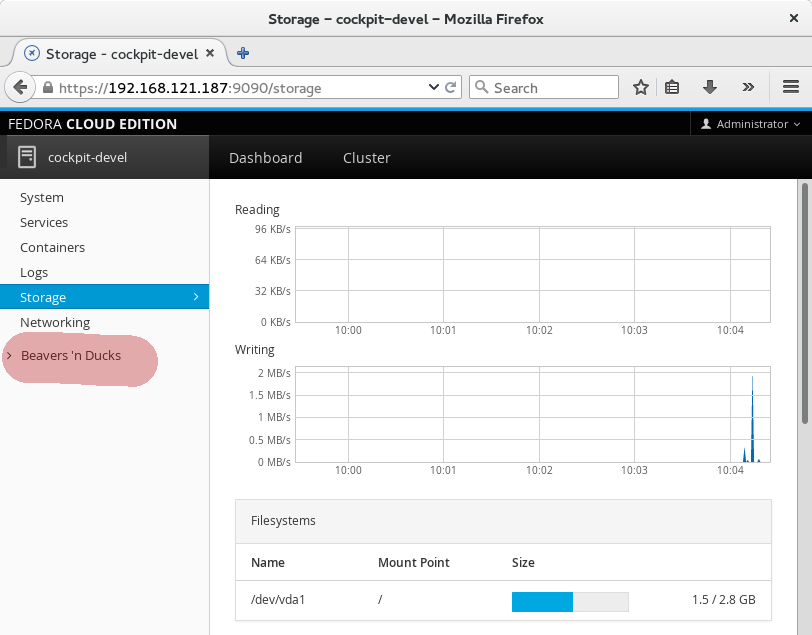 Storage - cockpit-devel - Mozilla Firefox
Storage - cockpit-devel
https://192.168.121.187:9090/storage
Search
FEDORA CLOUD EDITION
Administrator
cockpit-devel
Dashboard
Cluster
System
Services
Containers
Logs
Storage
Networking
Beavers 'n Ducks
Reading
96 KB/s
64 KB/s
32 KB/s
0 KB/s
10:00 10:01 10:02 10:03 10:04
Writing
2 MB/s
1.5 MB/s
1 MB/s
0.5 MB/s
0 MB/s
10:00 10:01 10:02 10:03 10:04
Filesystems
Name Mount Point Size
/dev/vda1 / 1.5 / 2.8 GB